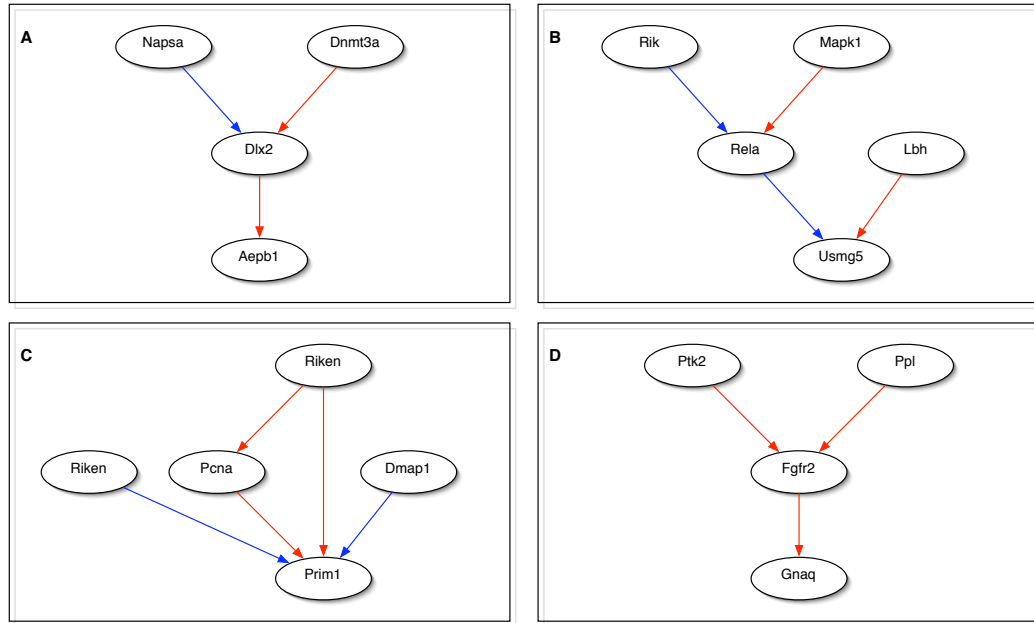 A
Napsa
Dnmt3a
Dlx2
Aepb1
B
Rik
Mapk1
Rela
Lbh
Usmg5
C
Riken
Riken
Pcna
Dmap1
Prim1
D
Ptk2
Ppl
Fgfr2
Gnaq